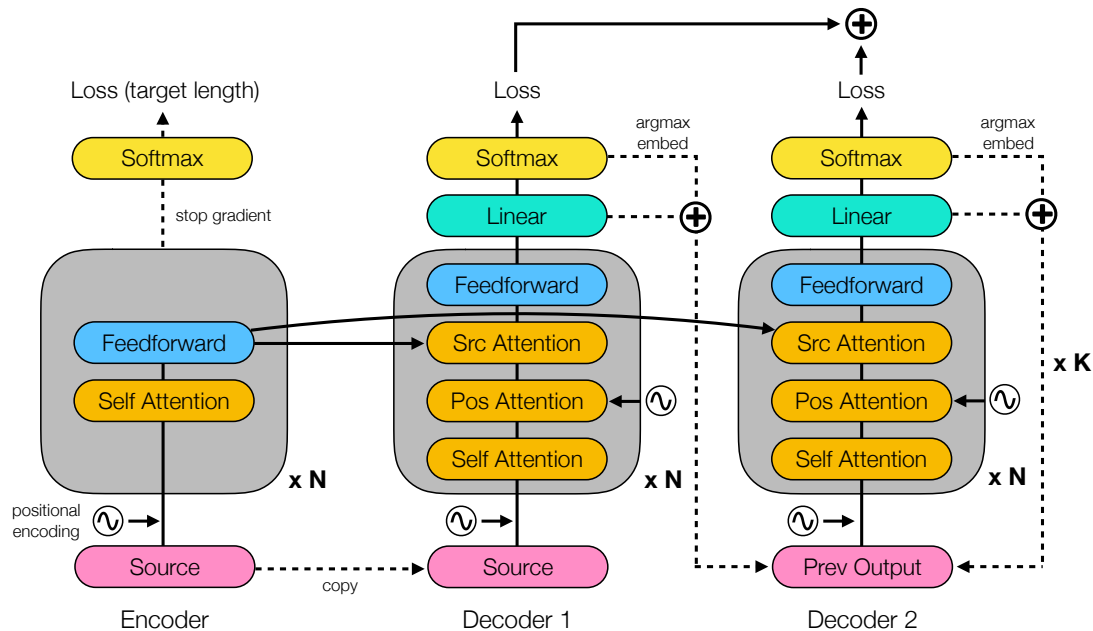 Loss (target length)
Softmax
stop gradient
Feedforward
Self Attention
x N
positional
encoding
Source
copy
Encoder
Loss
argmax
embed
Softmax
Linear
Feedforward
Src Attention
Pos Attention
Self Attention
x N
Source
Decoder 1
Loss
argmax
embed
Softmax
Linear
Feedforward
Src Attention
x K
Pos Attention
Self Attention
x N
Prev Output
Decoder 2